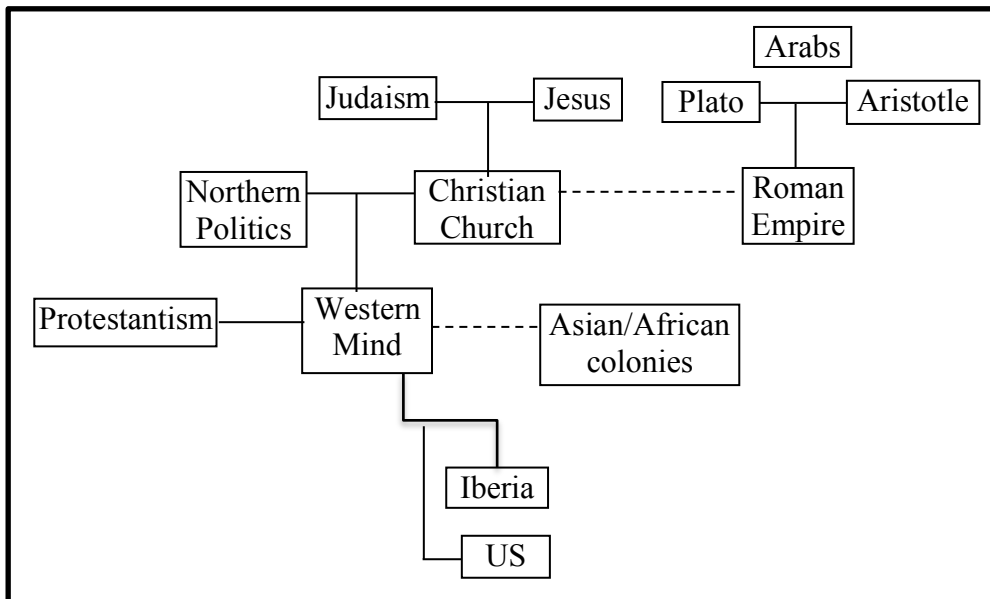 Arabs
Judaism
Jesus
Plato
Aristotle
Northern
Politics
Christian
Church
Roman
Empire
Protestantism
Western
Mind
Asian/African
colonies
Iberia
US